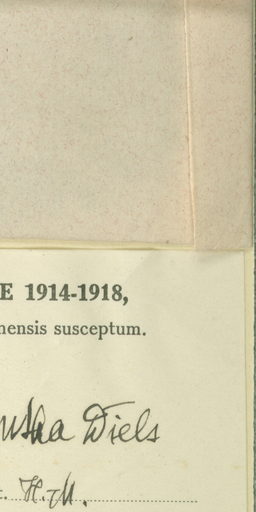 E 1914-1918,
nensis susceptum.
Diels
H.-M.